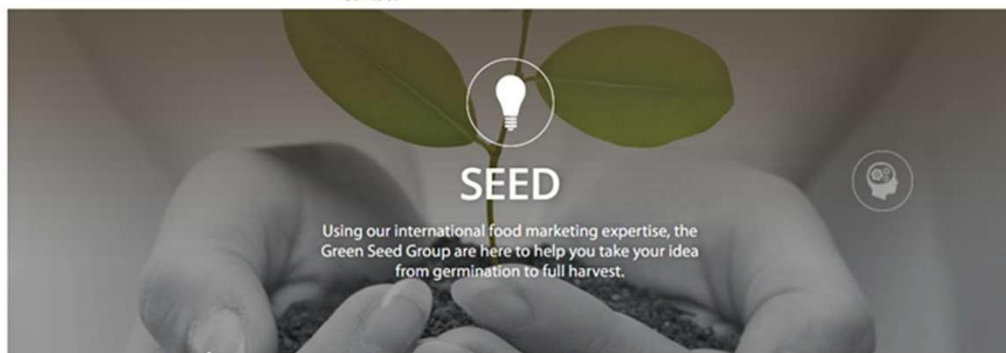 SEED
Using our international food marketing expertise, the
Green Seed Group are here to help you take your idea
from germination to full harvest.